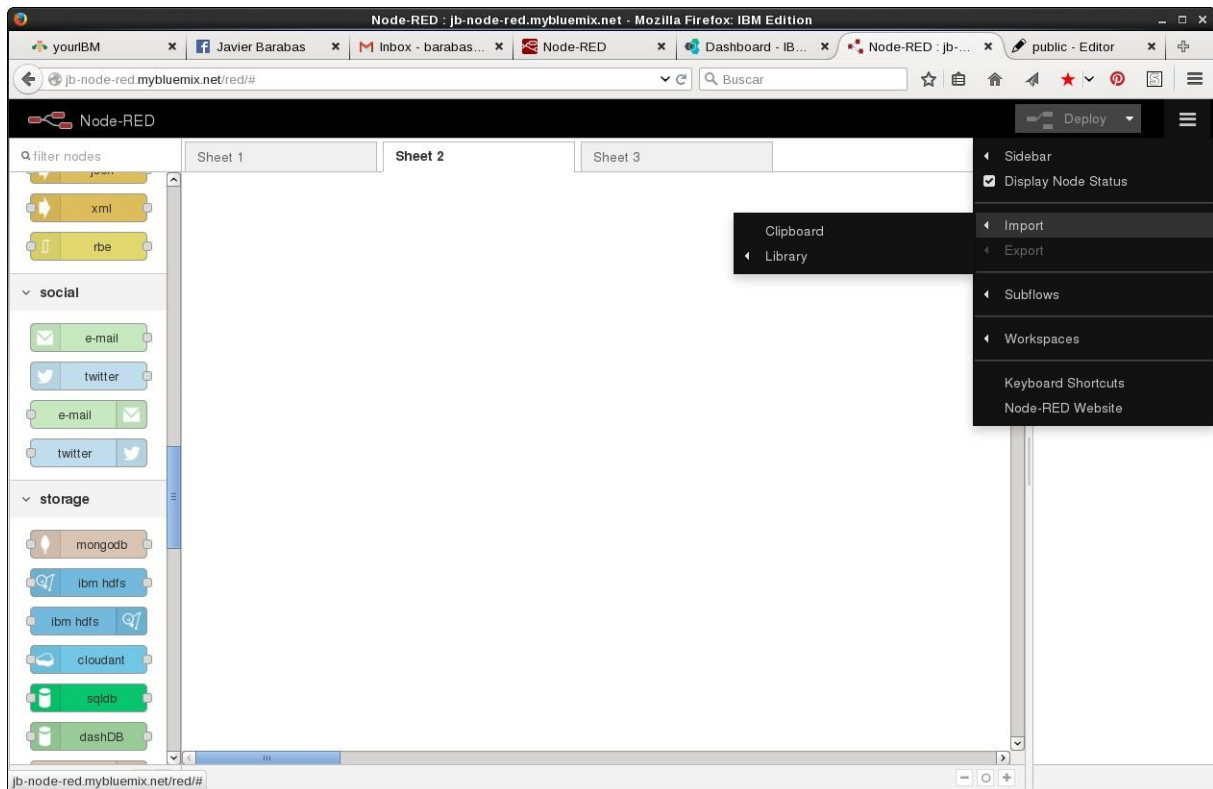 Node-RED : jb-node-red.mybluemix.net - Mozilla Firefox: IBM Edition
yourIBM
Javier Barabas
Inbox - barabas...
Node-RED
Dashboard - IB...
Node-RED : jb-...
public - Editor
jb-node-red.mybluemix.net/red/#
Buscar
Node-RED
Deploy
filter nodes
Sheet 1
Sheet 2
Sheet 3
Sidebar
Display Node Status
Import
Export
Subflows
Workspaces
Keyboard Shortcuts
Node-RED Website
Clipboard
Library
json
xml
rbe
social
e-mail
twitter
e-mail
twitter
storage
mongodb
ibm hdfs
ibm hdfs
cloudant
sqldb
dashDB
jb-node-red.mybluemix.net/red/#